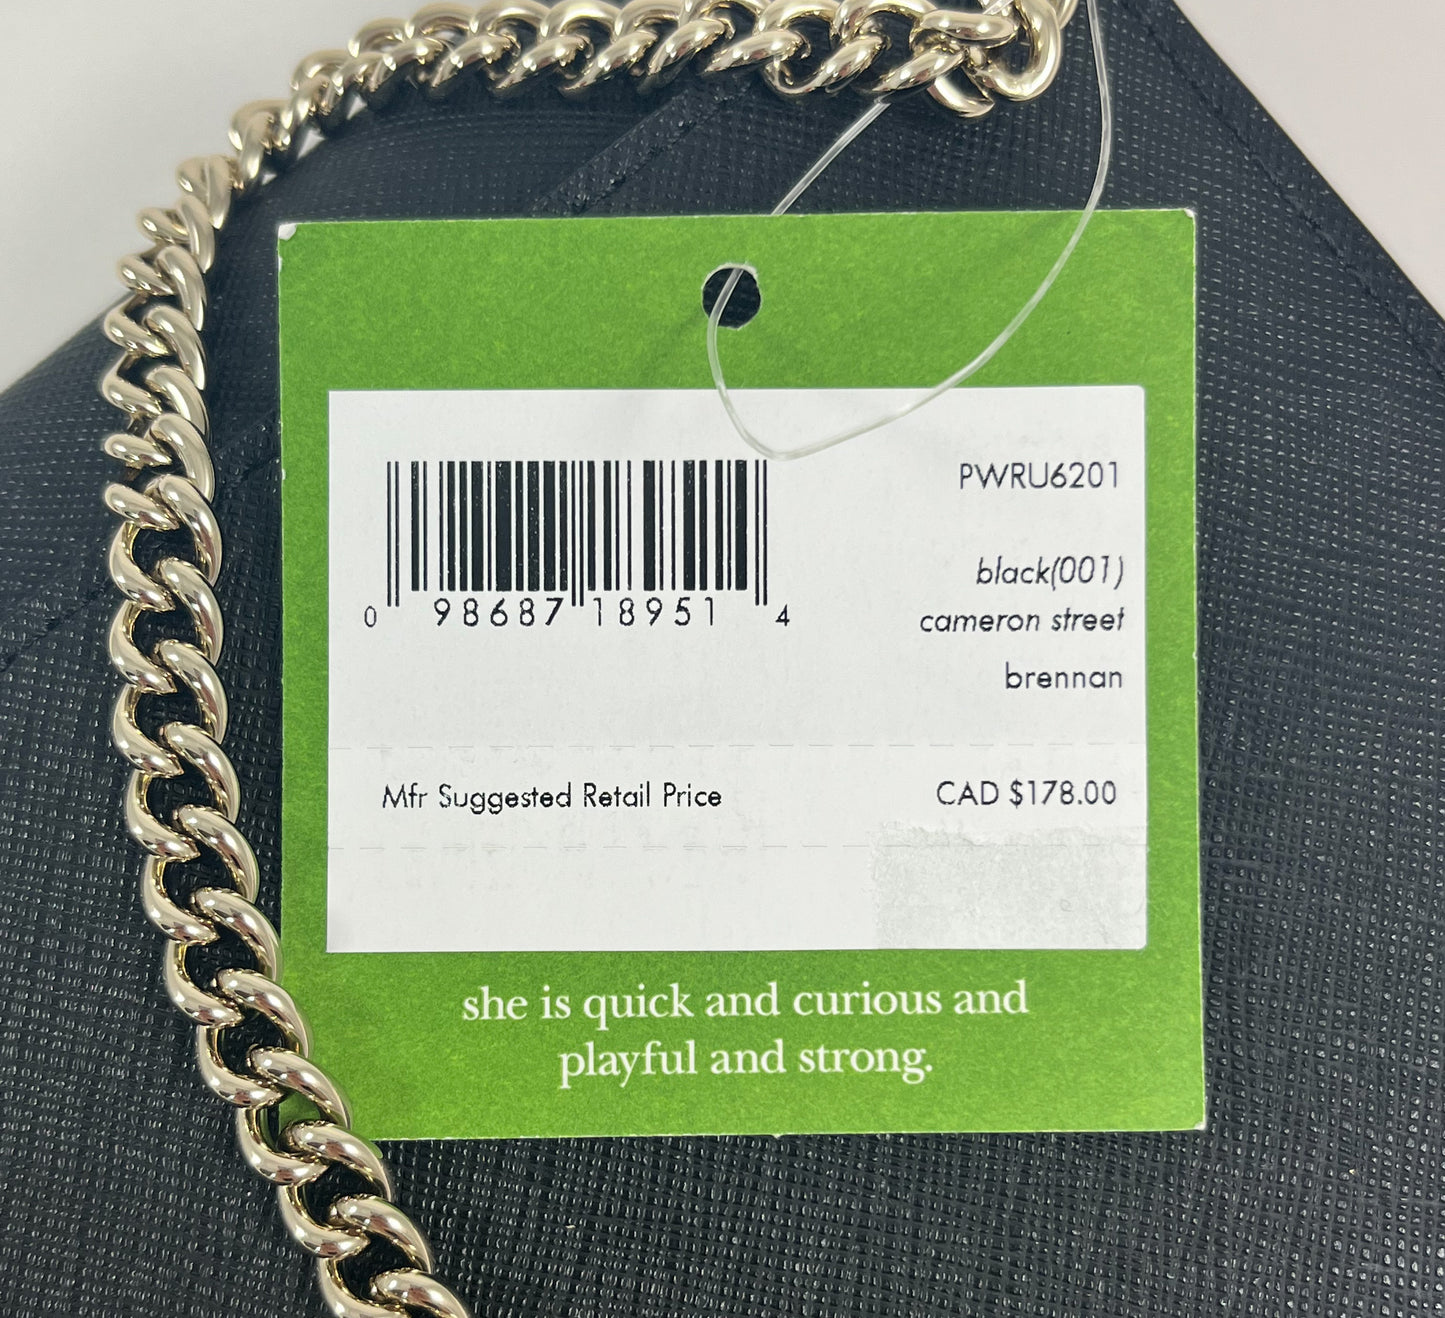 PWRU6201
0 98687 18951 4
black(001)
cameron street
brennan
Mfr Suggested Retail Price CAD $178.00
she is quick and curious and
playful and strong.